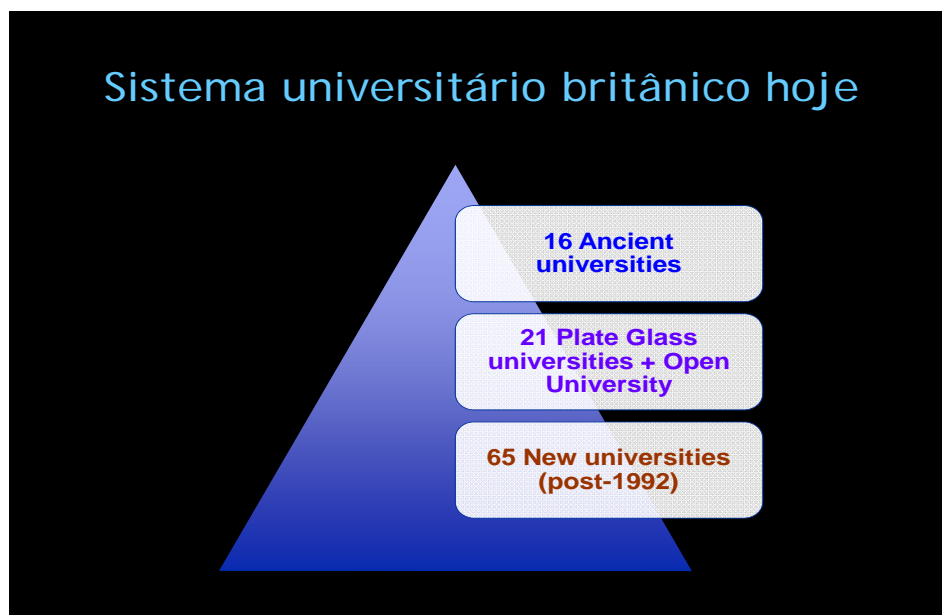 Sistema universitário britânico hoje
16 Ancient
universities
21 Plate Glass
universities + Open
University
65 New universities
(post-1992)